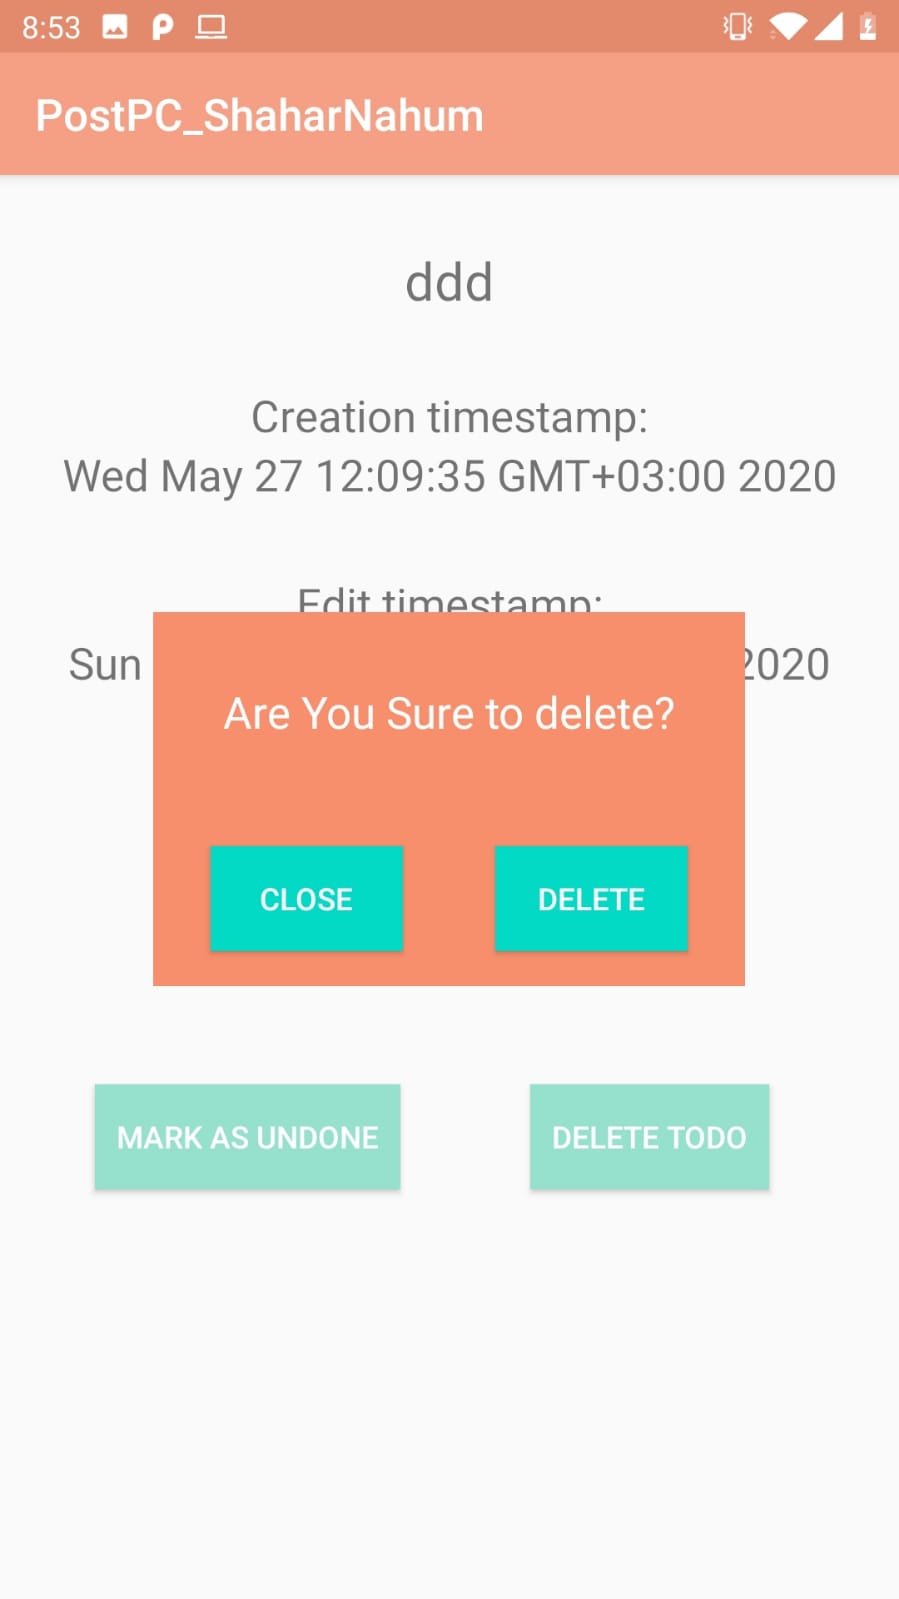 8:53
PostPC_ShaharNahum
ddd
Creation timestamp:
Wed May 27 12:09:35 GMT+03:00 2020
Edit timestamp:
Sun 2020
Are You Sure to delete?
CLOSE DELETE
MARK AS UNDONE DELETE TODO